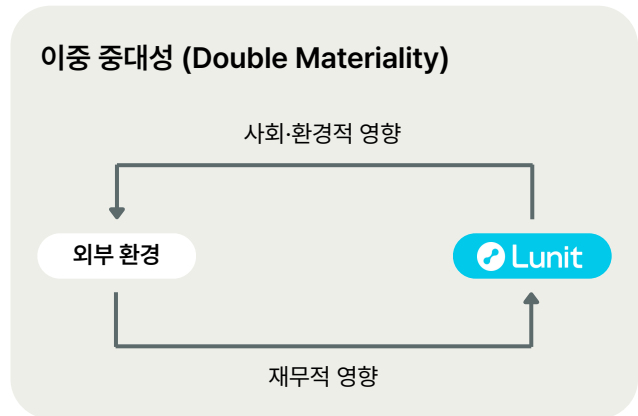 이중 중대성 (Double Materiality)
사회·환경적 영향
외부 환경
Lunit
재무적 영향